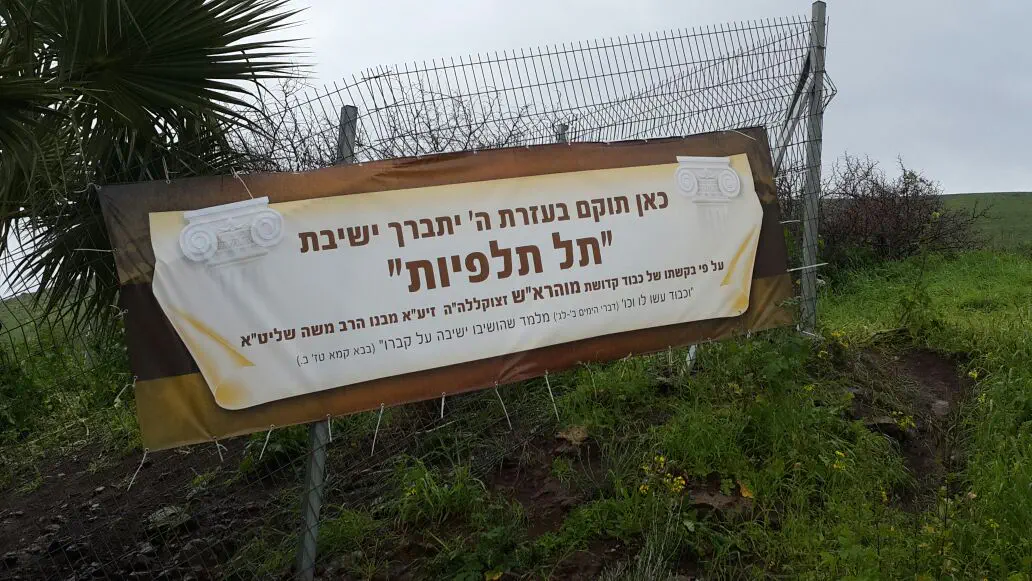 כאן תוקם בעזרת ה' יתברך ישיבת
"תל תלפיות"
על פי בקשתו של כבוד קדושת מוהרא"ש זצוקללה"ה זיע"א מבנו הרב משה שליט"א
"וכבוד עשו לו וכו' (דברי הימים ב'-לג') מלמד שהושיבו ישיבה על קברו" (בבא קמא טז' ב.)